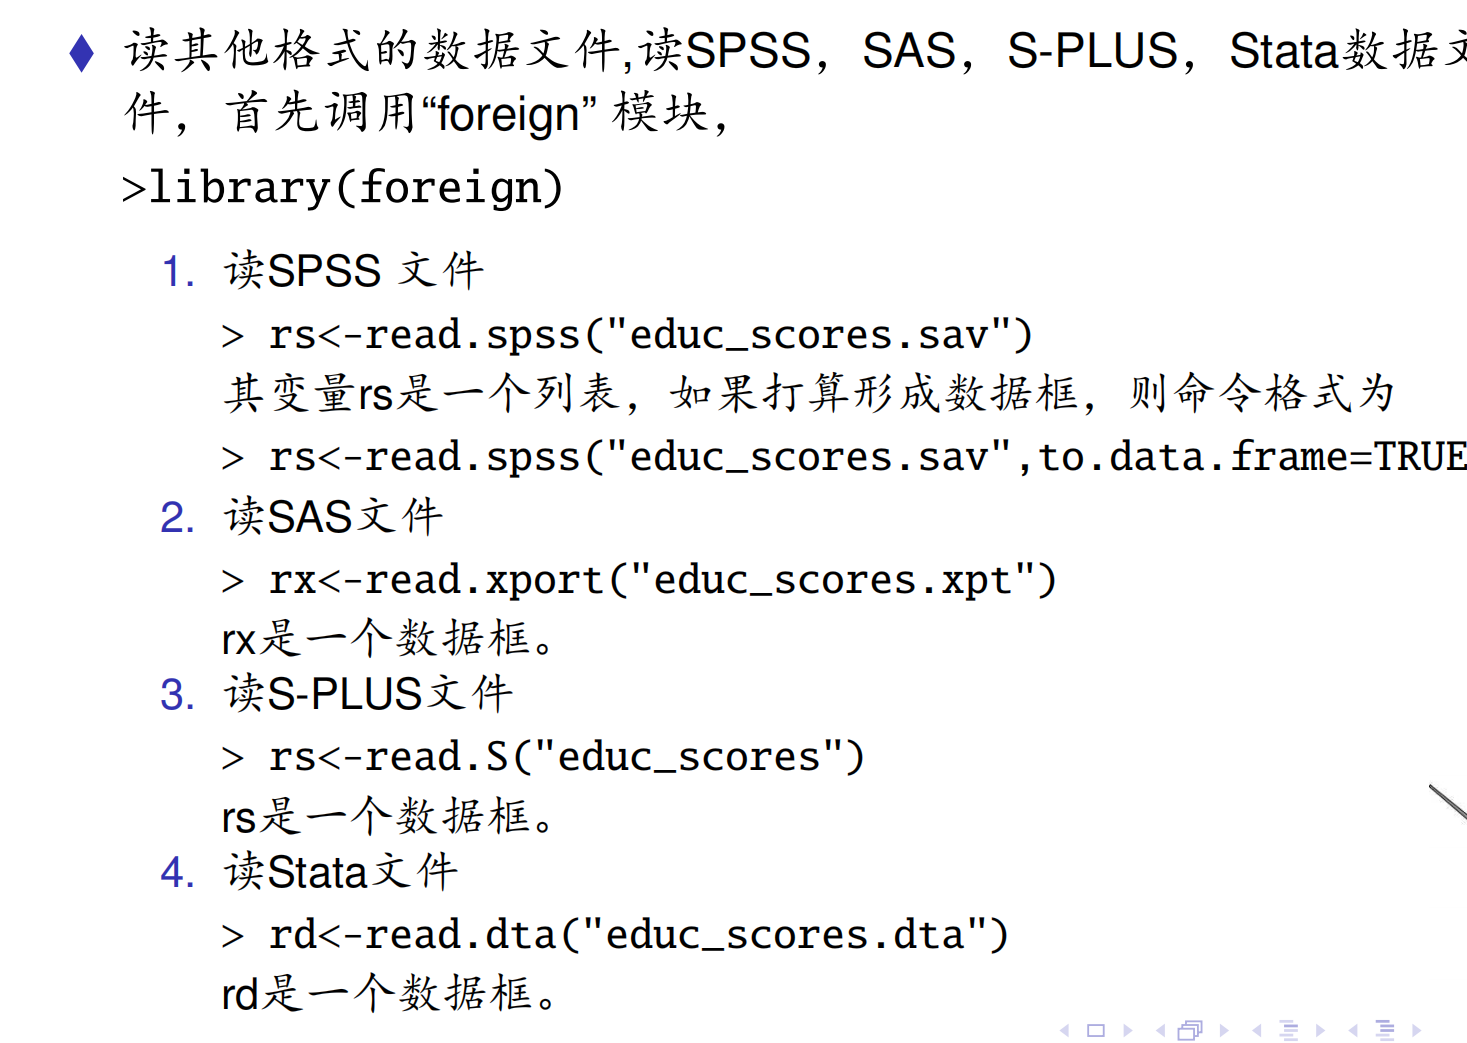 读其他格式的数据文件,读SPSS，SAS，S-PLUS，Stata数据文
件，首先调用“foreign” 模块，
>library(foreign)
1. 读SPSS 文件
> rs<-read.spss("educ_scores.sav")
其变量rs是一个列表，如果打算形成数据框，则命令格式为
> rs<-read.spss("educ_scores.sav",to.data.frame=TRUE
2. 读SAS文件
> rx<-read.xport("educ_scores.xpt")
rx是一个数据框。
3. 读S-PLUS文件
> rs<-read.S("educ_scores")
rs是一个数据框。
4. 读Stata文件
> rd<-read.dta("educ_scores.dta")
rd是一个数据框。